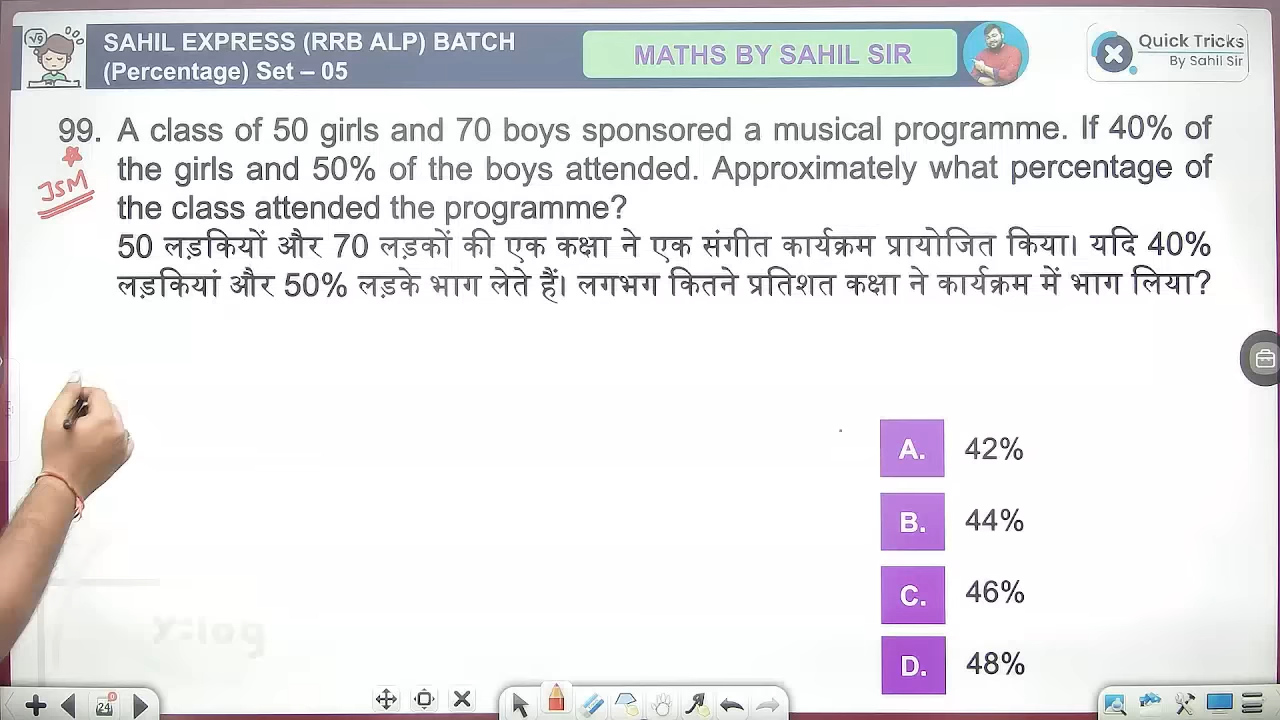 √9
SAHIL EXPRESS (RRB ALP) BATCH
(Percentage) Set – 05
MATHS BY SAHIL SIR
Quick Tricks
By Sahil Sir
99. A class of 50 girls and 70 boys sponsored a musical programme. If 40% of
the girls and 50% of the boys attended. Approximately what percentage of
JSM
the class attended the programme?
50 लड़कियों और 70 लड़कों की एक कक्षा ने एक संगीत कार्यक्रम प्रायोजित किया। यदि 40%
लड़कियां और 50% लड़के भाग लेते हैं। लगभग कितने प्रतिशत कक्षा ने कार्यक्रम में भाग लिया?
A. 42%
B. 44%
C. 46%
D. 48%
y=log
24